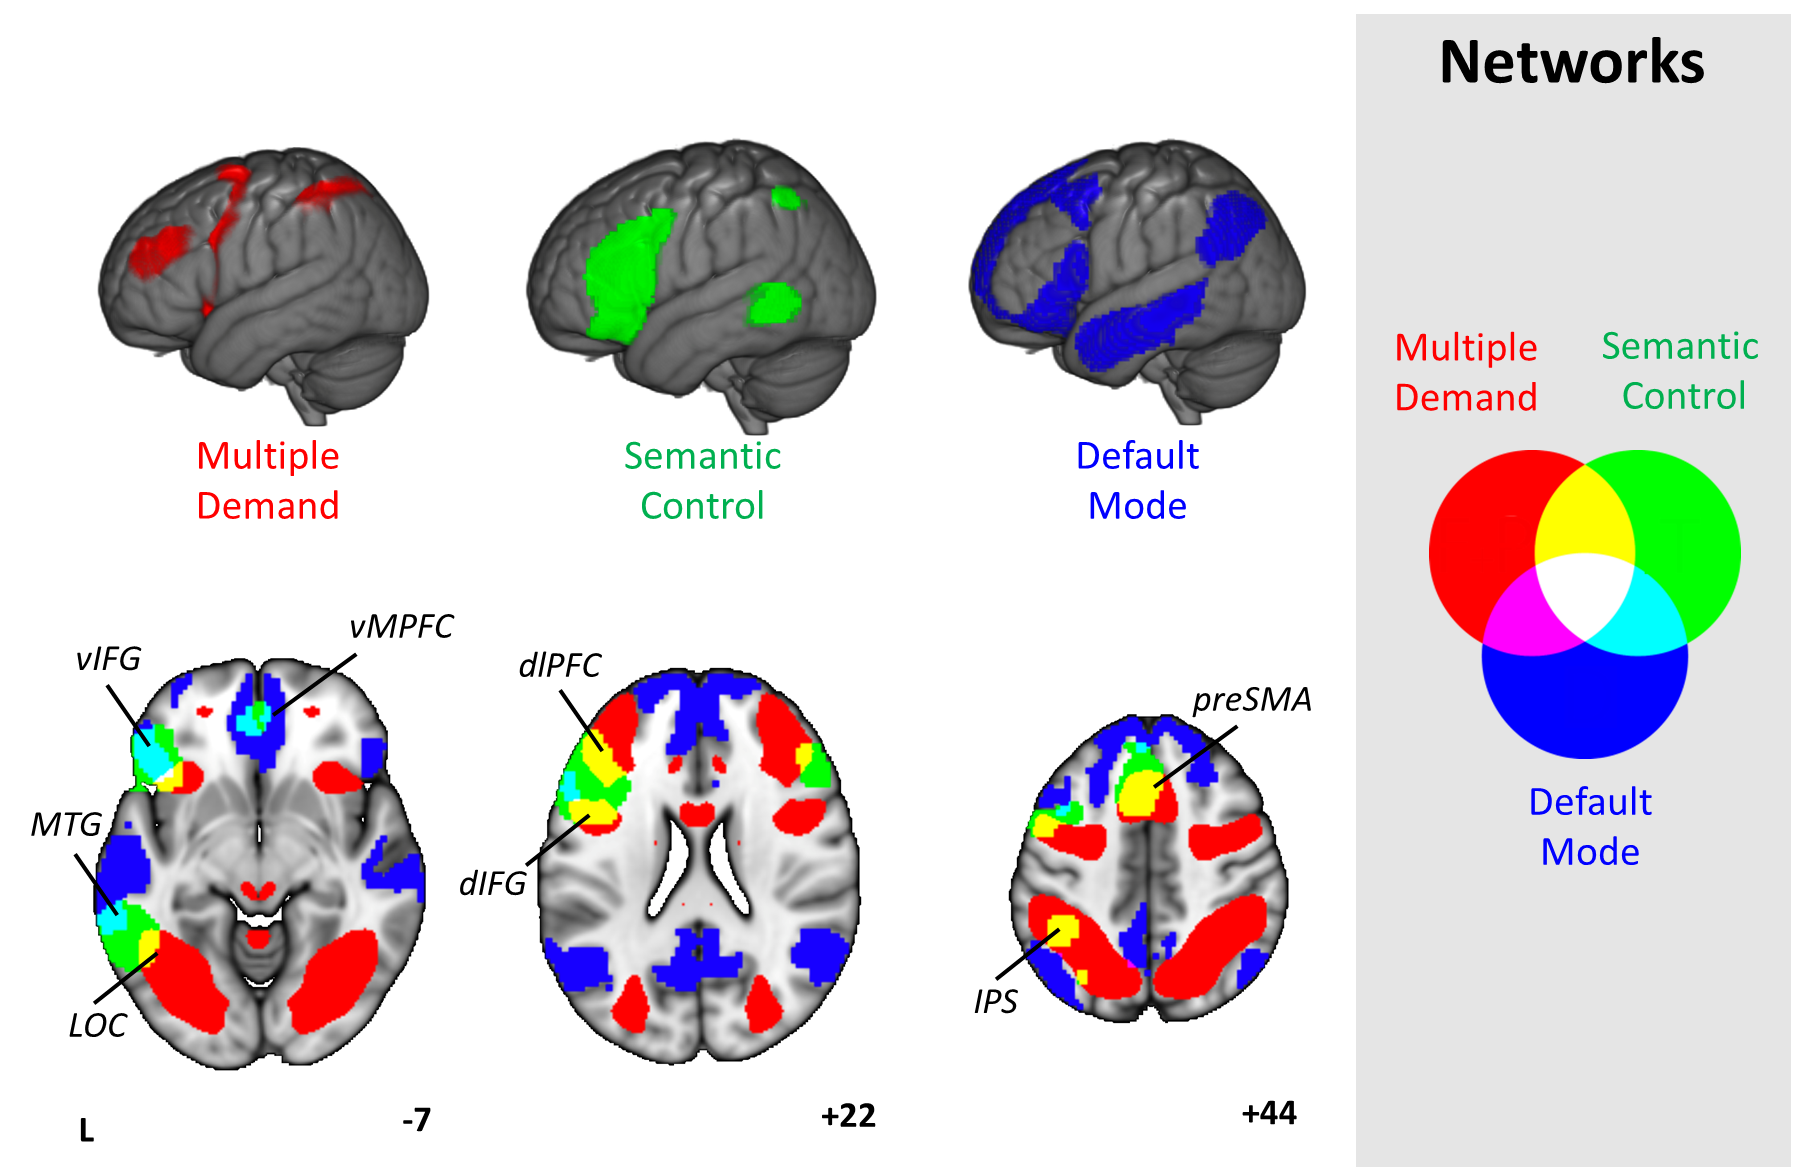 Networks
Multiple
Demand
Semantic
Control
Default
Mode
Multiple
Demand
Semantic
Control
Default
Mode
vIFG
vMPFC
MTG
LOC
dlPFC
dIFG
preSMA
IPS
L
-7
+22
+44